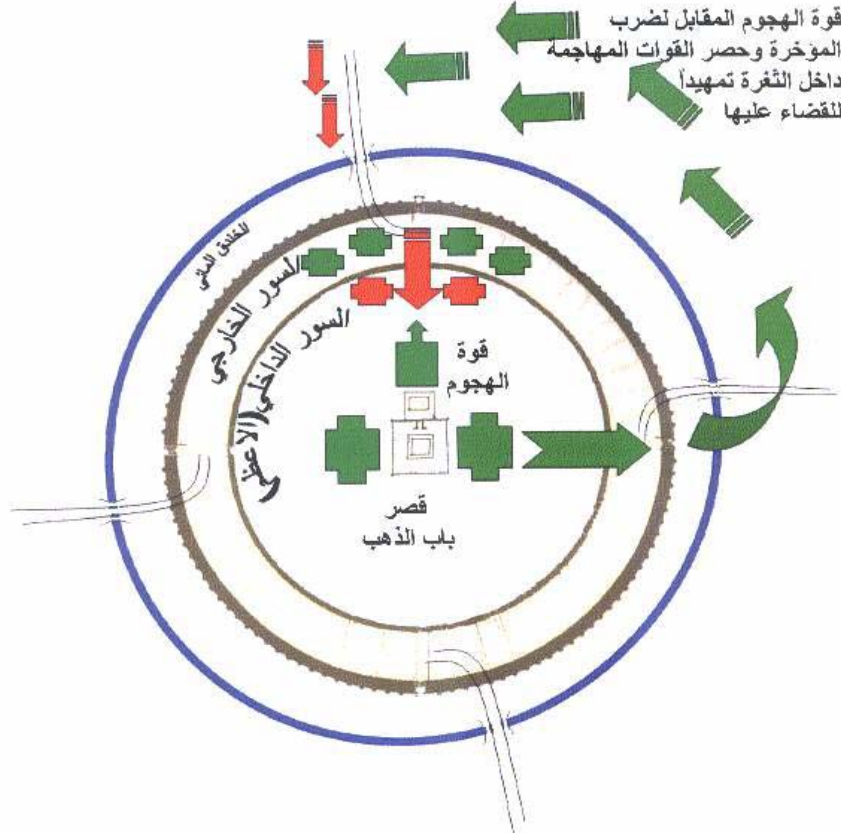 قوة الهجوم المقابل لضرب
المؤخرة وحصر القوات المهاجمة
داخل الثغرة تمهيداً
للقضاء عليها
الخندق المائي
السور الخارجي
السور الداخلي (الاعظم)
قوة
الهجوم
قصر
باب الذهب